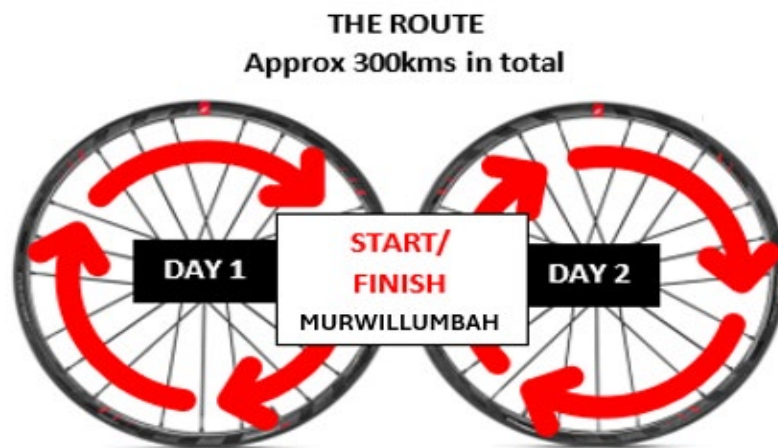 THE ROUTE
Approx 300kms in total
DAY 1
START/
FINISH
MURWILLUMBAH
DAY 2